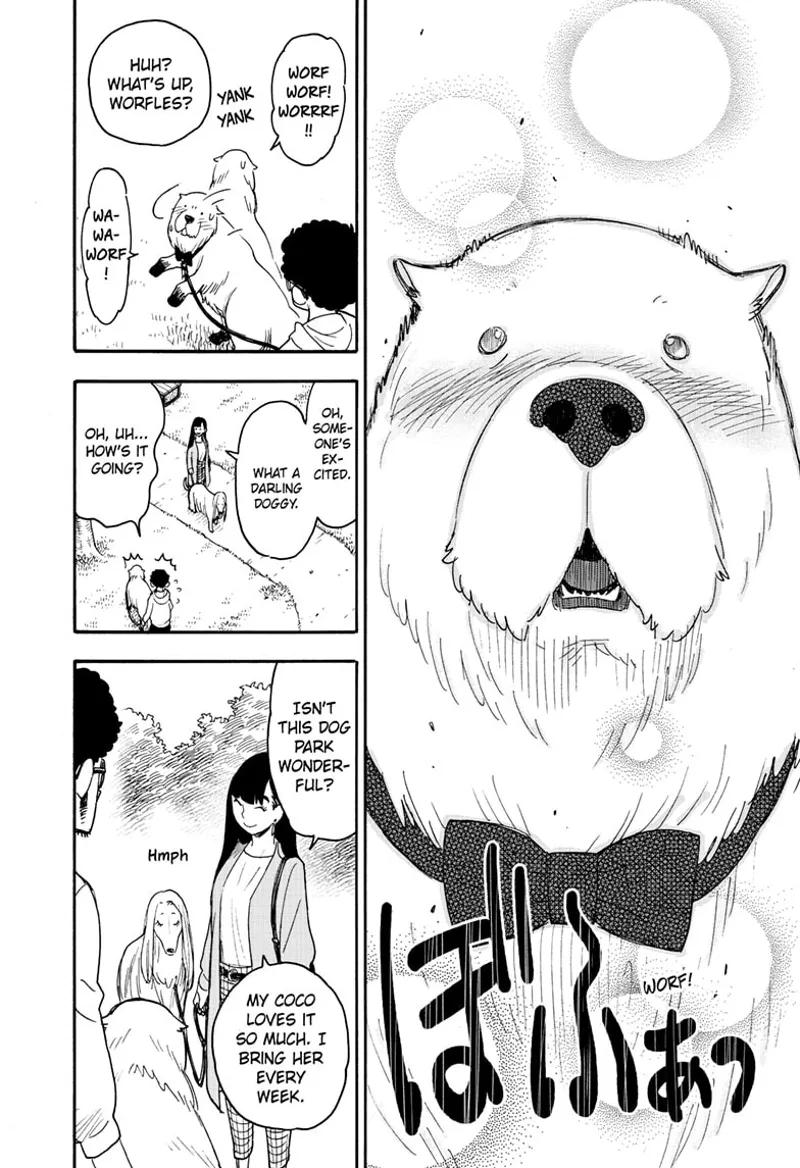 ばふぁっ
WORF!
WORF
WORF!
WORRRF
!!
YANK
YANK
HUH?
WHAT'S UP,
WORFLES?
WA-
WA-
WORF
!
OH,
SOME-
ONE'S
EX-
CITED.
WHAT A
DARLING
DOGGY.
OH, UH...
HOW'S IT
GOING?
ISN'T
THIS DOG
PARK
WONDER-
FUL?
Hmph
MY COCO
LOVES IT
SO MUCH. I
BRING HER
EVERY
WEEK.